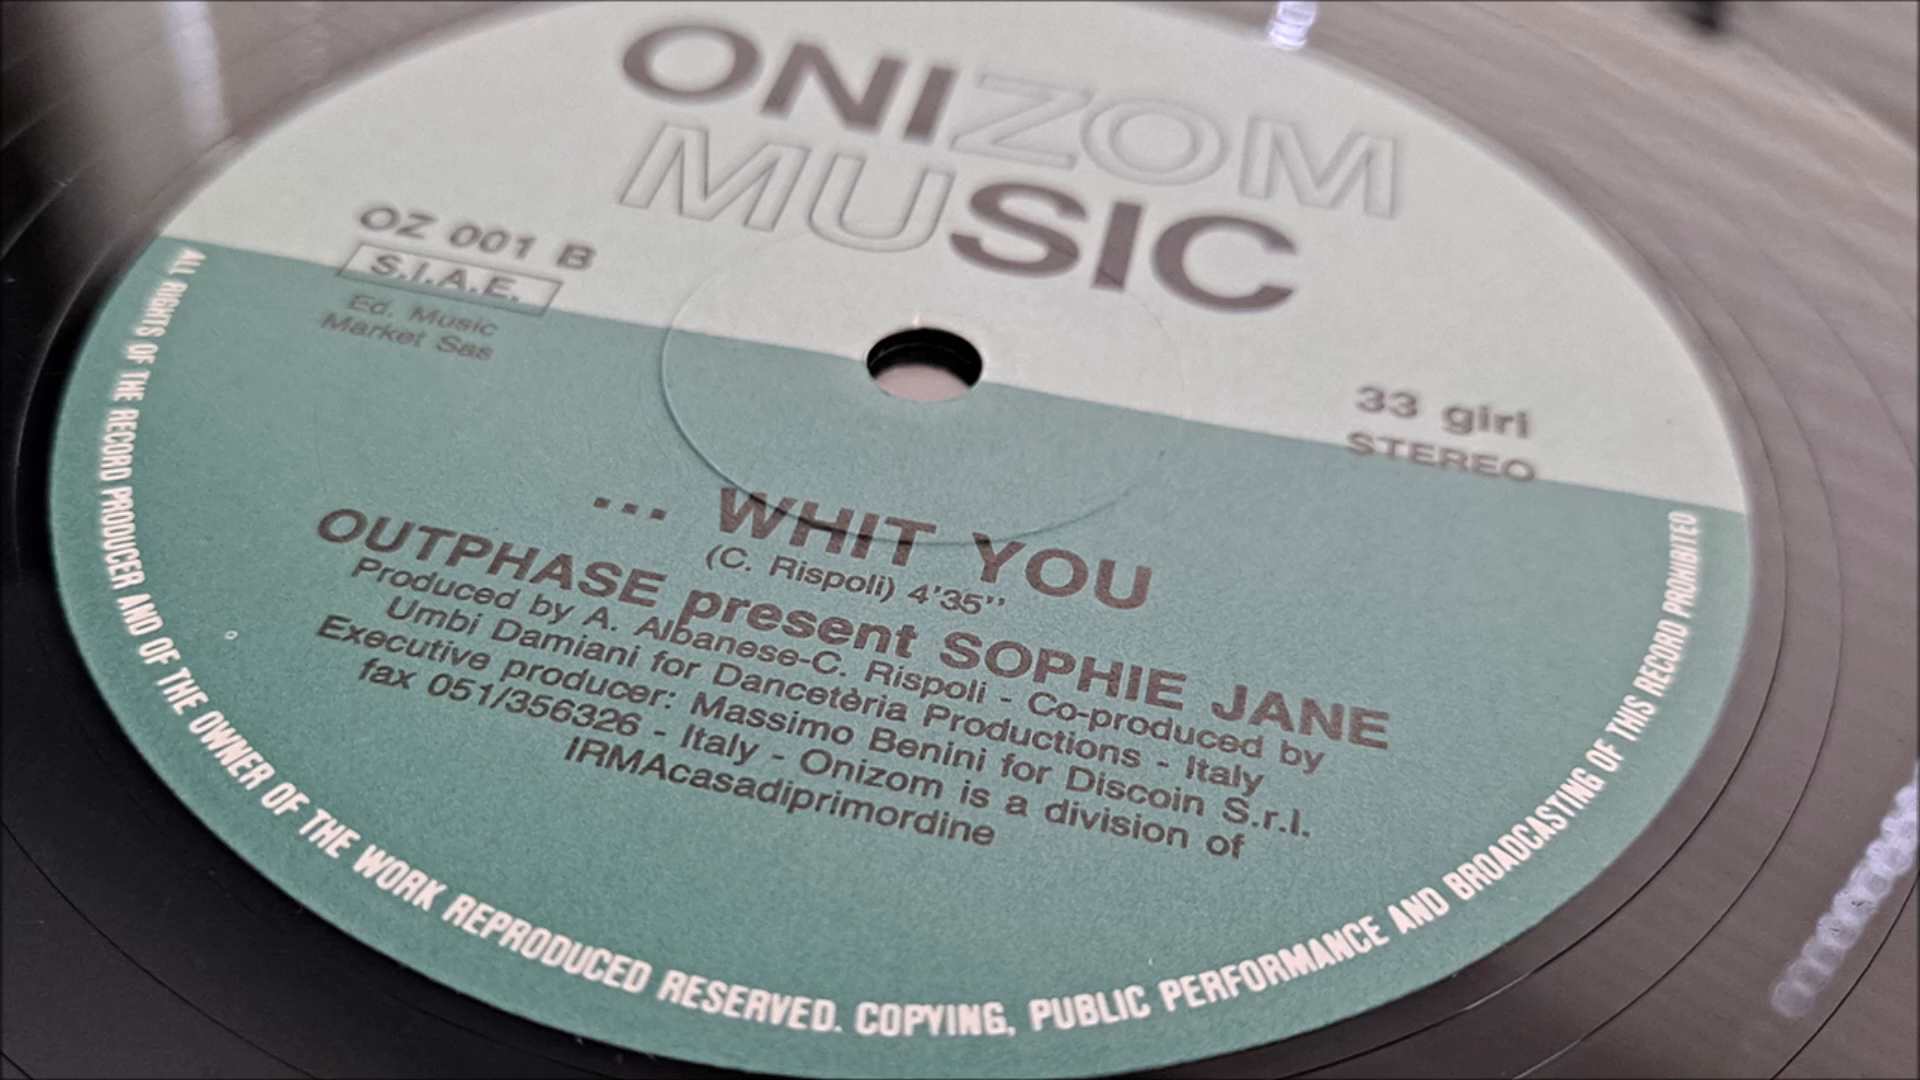 ONIZOM
MUSIC
OZ 001 B
S.I.A.E.
Ed. Music
Market Sas
33 giri
STEREO
... WHIT YOU
(C. Rispoli) 4'35''
OUTPHASE present SOPHIE JANE
Produced by A. Albanese-C. Rispoli - Co-produced by
Umbi Damiani for Dancetèria Productions - Italy
Executive producer: Massimo Benini for Discoin S.r.l.
fax 051/356326 - Italy - Onizom is a division of
IRMAcasadiprimordine
ALL RIGHTS OF THE RECORD PRODUCER AND OF THE OWNER OF THE WORK REPRODUCED RESERVED. COPYING, PUBLIC PERFORMANCE AND BROADCASTING OF THIS RECORD PROHIBITED